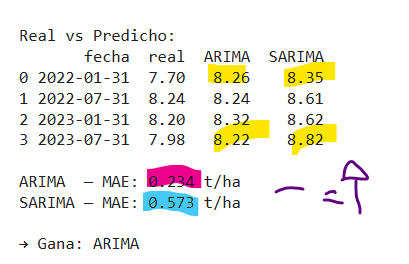 Real vs Predicho:
fecha real ARIMA SARIMA
0 2022-01-31 7.70 8.26 8.35
1 2022-07-31 8.24 8.24 8.61
2 2023-01-31 8.20 8.32 8.62
3 2023-07-31 7.98 8.22 8.82
ARIMA — MAE: 0.234 t/ha
SARIMA — MAE: 0.573 t/ha
— = ↑
→ Gana: ARIMA